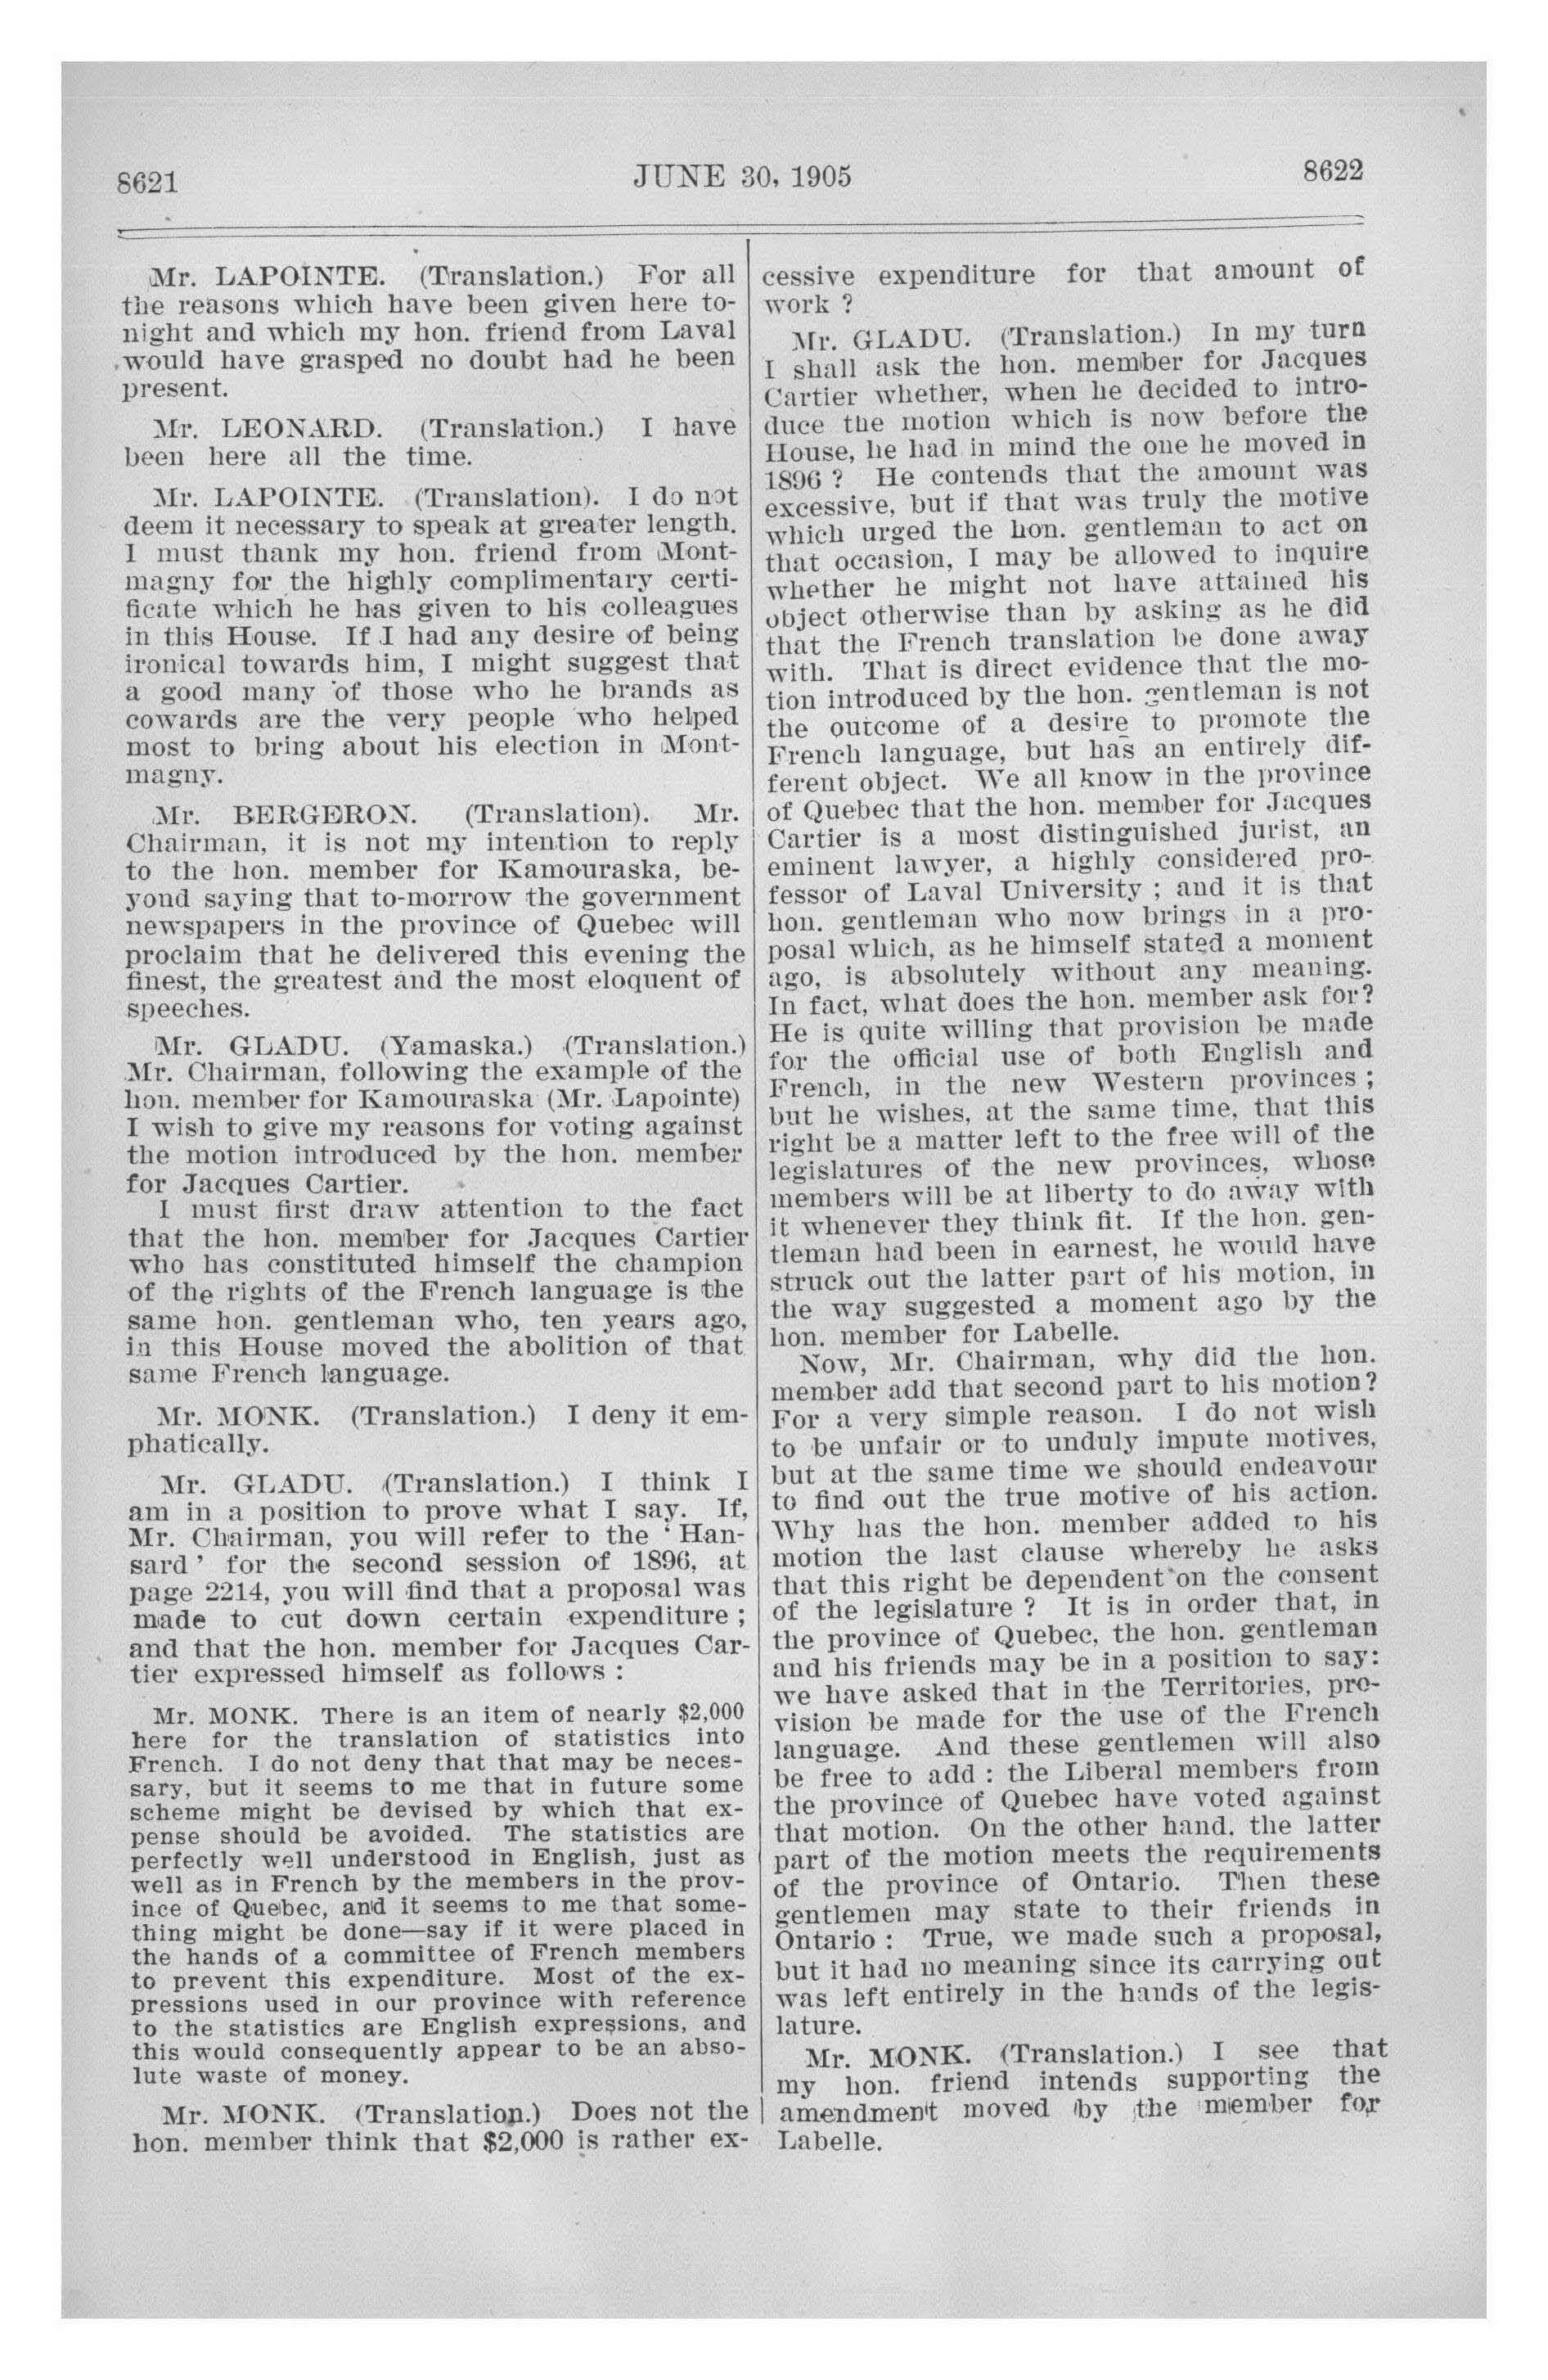 8621
JUNE 30, 1905
8622
Mr. LAPOINTE. (Translation.) For all
the reasons which have been given here to-
night and which my hon. friend from Laval
would have grasped no doubt had he been
present.
Mr. LEONARD. (Translation.) I have
been here all the time.
Mr. LAPOINTE. (Translation). I do not
deem it necessary to speak at greater length.
I must thank my hon. friend from Mont-
magny for the highly complimentary certi-
ficate which he has given to his colleagues
in this House. If I had any desire of being
ironical towards him, I might suggest that
a good many of those who he brands as
cowards are the very people who helped
most to bring about his election in Mont-
magny.
Mr. BERGERON. (Translation). Mr.
Chairman, it is not my intention to reply
to the hon. member for Kamouraska, be-
yond saying that to-morrow the government
newspapers in the province of Quebec will
proclaim that he delivered this evening the
finest, the greatest and the most eloquent of
speeches.
Mr. GLADU. (Yamaska.) (Translation.)
Mr. Chairman, following the example of the
hon. member for Kamouraska (Mr. Lapointe)
I wish to give my reasons for voting against
the motion introduced by the hon. member
for Jacques Cartier.
I must first draw attention to the fact
that the hon. member for Jacques Cartier
who has constituted himself the champion
of the rights of the French language is the
same hon. gentleman who, ten years ago,
in this House moved the abolition of that
same French language.
Mr. MONK. (Translation.) I deny it em-
phatically.
Mr. GLADU. (Translation.) I think I
am in a position to prove what I say. If,
Mr. Chairman, you will refer to the ' Han-
sard ' for the second session of 1896, at
page 2214, you will find that a proposal was
made to cut down certain expenditure ;
and that the hon. member for Jacques Car-
tier expressed himself as follows :
Mr. MONK. There is an item of nearly $2,000
here for the translation of statistics into
French. I do not deny that that may be neces-
sary, but it seems to me that in future some
scheme might be devised by which that ex-
pense should be avoided. The statistics are
perfectly well understood in English, just as
well as in French by the members in the prov-
ince of Quebec, and it seems to me that some-
thing might be done—say if it were placed in
the hands of a committee of French members
to prevent this expenditure. Most of the ex-
pressions used in our province with reference
to the statistics are English expressions, and
this would consequently appear to be an abso-
lute waste of money.
Mr. MONK. (Translation.) Does not the
hon. member think that $2,000 is rather ex-
cessive expenditure for that amount of
work ?
Mr. GLADU. (Translation.) In my turn
I shall ask the hon. member for Jacques
Cartier whether, when he decided to intro-
duce the motion which is now before the
House, he had in mind the one he moved in
1896 ? He contends that the amount was
excessive, but if that was truly the motive
which urged the hon. gentleman to act on
that occasion, I may be allowed to inquire
whether he might not have attained his
object otherwise than by asking as he did
that the French translation be done away
with. That is direct evidence that the mo-
tion introduced by the hon. gentleman is not
the outcome of a desire to promote the
French language, but has an entirely dif-
ferent object. We all know in the province
of Quebec that the hon. member for Jacques
Cartier is a most distinguished jurist, an
eminent lawyer, a highly considered pro-
fessor of Laval University ; and it is that
hon. gentleman who now brings in a pro-
posal which, as he himself stated a moment
ago, is absolutely without any meaning.
In fact, what does the hon. member ask for?
He is quite willing that provision be made
for the official use of both English and
French, in the new Western provinces ;
but he wishes, at the same time, that this
right be a matter left to the free will of the
legislatures of the new provinces, whose
members will be at liberty to do away with
it whenever they think fit. If the hon. gen-
tleman had been in earnest, he would have
struck out the latter part of his motion, in
the way suggested a moment ago by the
hon. member for Labelle.
Now, Mr. Chairman, why did the hon.
member add that second part to his motion?
For a very simple reason. I do not wish
to be unfair or to unduly impute motives,
but at the same time we should endeavour
to find out the true motive of his action.
Why has the hon. member added to his
motion the last clause whereby he asks
that this right be dependent on the consent
of the legislature ? It is in order that, in
the province of Quebec, the hon. gentleman
and his friends may be in a position to say:
we have asked that in the Territories, pro-
vision be made for the use of the French
language. And these gentlemen will also
be free to add : the Liberal members from
the province of Quebec have voted against
that motion. On the other hand, the latter
part of the motion meets the requirements
of the province of Ontario. Then these
gentlemen may state to their friends in
Ontario : True, we made such a proposal,
but it had no meaning since its carrying out
was left entirely in the hands of the legis-
lature.
Mr. MONK. (Translation.) I see that
my hon. friend intends supporting the
amendment moved by the member for
Labelle.